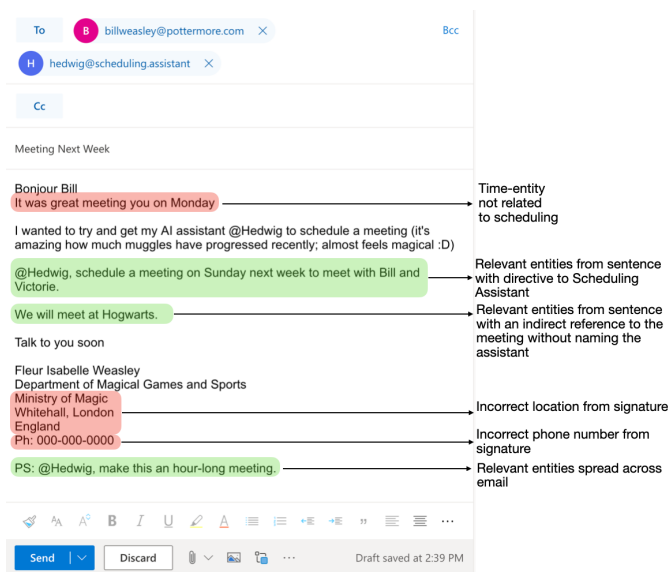 To B billweasley@pottermore.com Bcc
H hedwig@scheduling.assistant
Cc
Meeting Next Week
Bonjour Bill
It was great meeting you on Monday
Time-entity
not related
to scheduling
I wanted to try and get my AI assistant @Hedwig to schedule a meeting (it's
amazing how much muggles have progressed recently; almost feels magical :D)
@Hedwig, schedule a meeting on Sunday next week to meet with Bill and
Victorie.
Relevant entities from sentence
with directive to Scheduling
Assistant
We will meet at Hogwarts.
Relevant entities from sentence
with an indirect reference to the
meeting without naming the
assistant
Talk to you soon
Fleur Isabelle Weasley
Department of Magical Games and Sports
Ministry of Magic
Whitehall, London
England
Incorrect location from signature
Ph: 000-000-0000
Incorrect phone number from
signature
PS: @Hedwig, make this an hour-long meeting.
Relevant entities spread across
email
AA A B I U A
Send Discard Draft saved at 2:39 PM